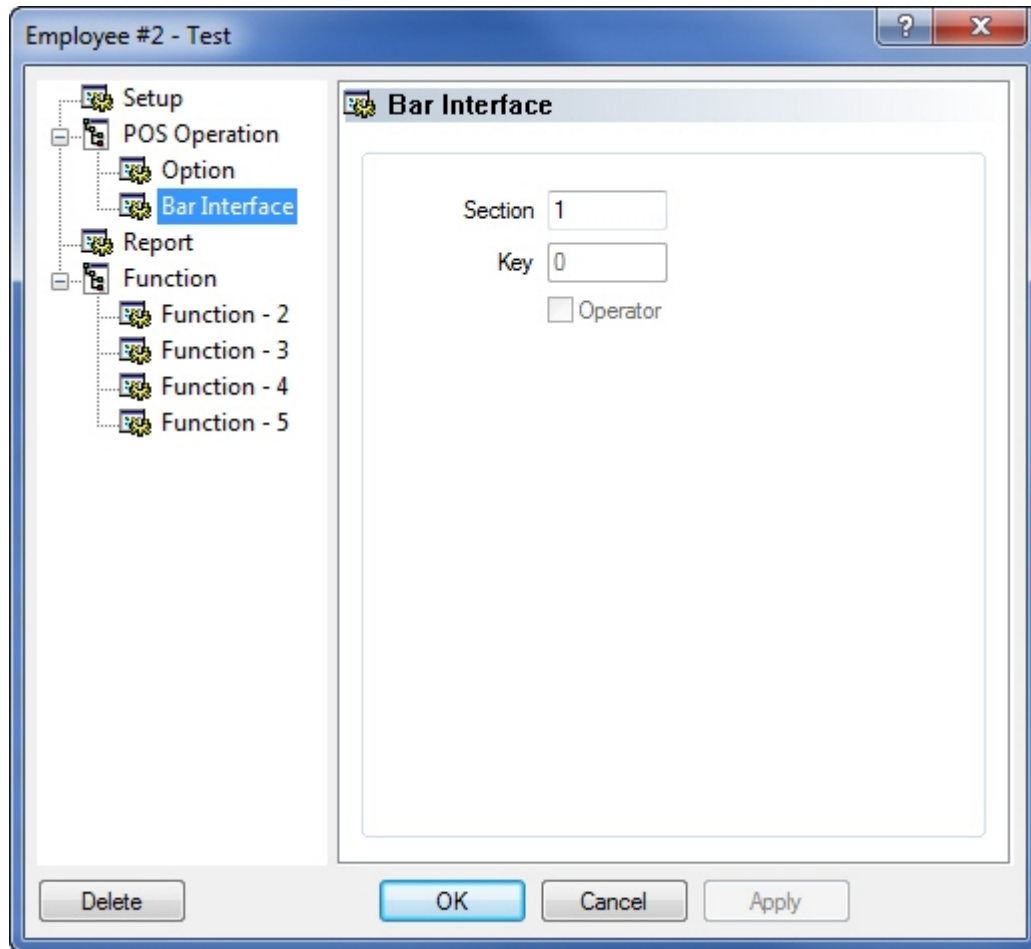 Employee #2 - Test
Setup
POS Operation
Option
Bar Interface
Report
Function
Function - 2
Function - 3
Function - 4
Function - 5
Bar Interface
Section 1
Key 0
Operator
Delete OK Cancel Apply